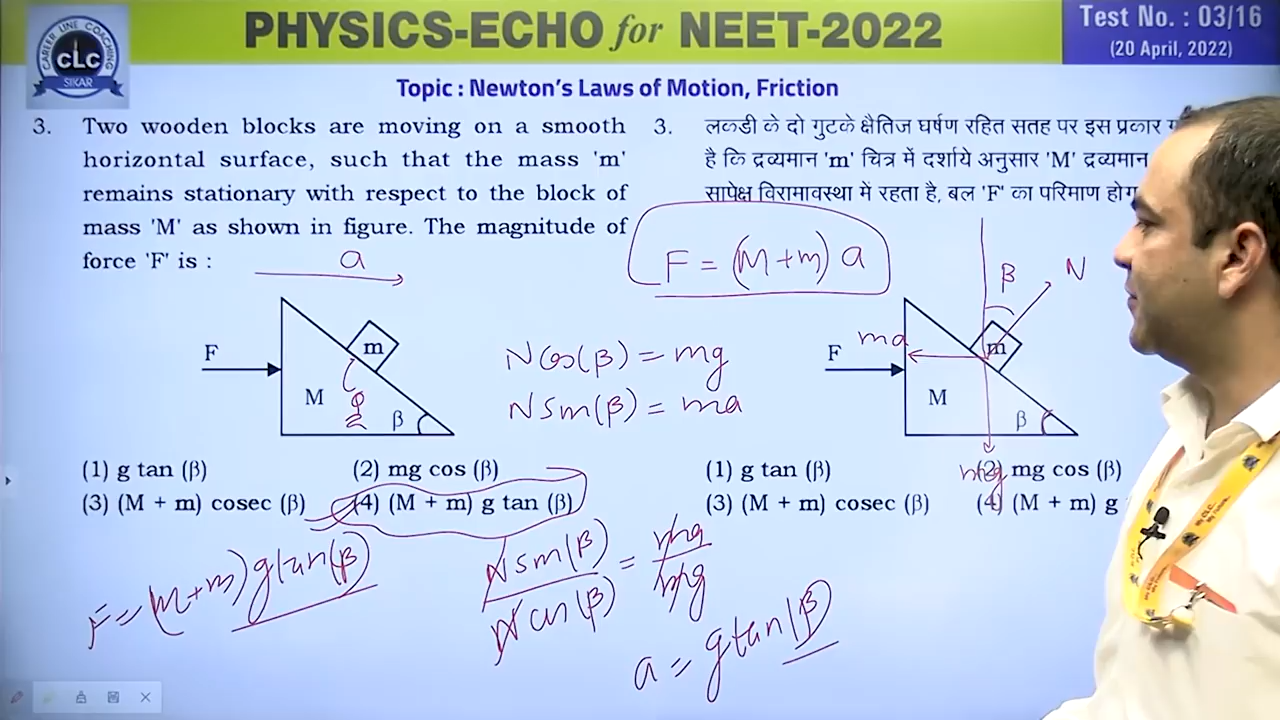 CAREER LINE COACHING
CLC
SIKAR
PHYSICS-ECHO for NEET-2022
Test No. : 03/16
(20 April, 2022)
Topic : Newton's Laws of Motion, Friction
3. Two wooden blocks are moving on a smooth
horizontal surface, such that the mass 'm'
remains stationary with respect to the block of
mass 'M' as shown in figure. The magnitude of
force 'F' is :
a
F
m
M
β
(1) g tan (β) (2) mg cos (β)
(3) (M + m) cosec (β) (4) (M + m) g tan (β)
3. लकडी के दो गुटके क्षैतिज घर्षण रहित सतह पर इस प्रकार
है कि द्रव्यमान 'm' चित्र में दर्शाये अनुसार 'M' द्रव्यमान
सापेक्ष विरामावस्था में रहता है, बल 'F' का परिमाण
F = (M+m) a
N cos(β) = mg
N sin(β) = ma
β
N
ma
F
m
M
β
mg
(1) g tan (β) (2) mg cos (β)
(3) (M + m) cosec (β) (4) (M + m) g
F = (M+m) g tan(β)
N sin(β) = ma
N cos(β) mg
a = g tan(β)